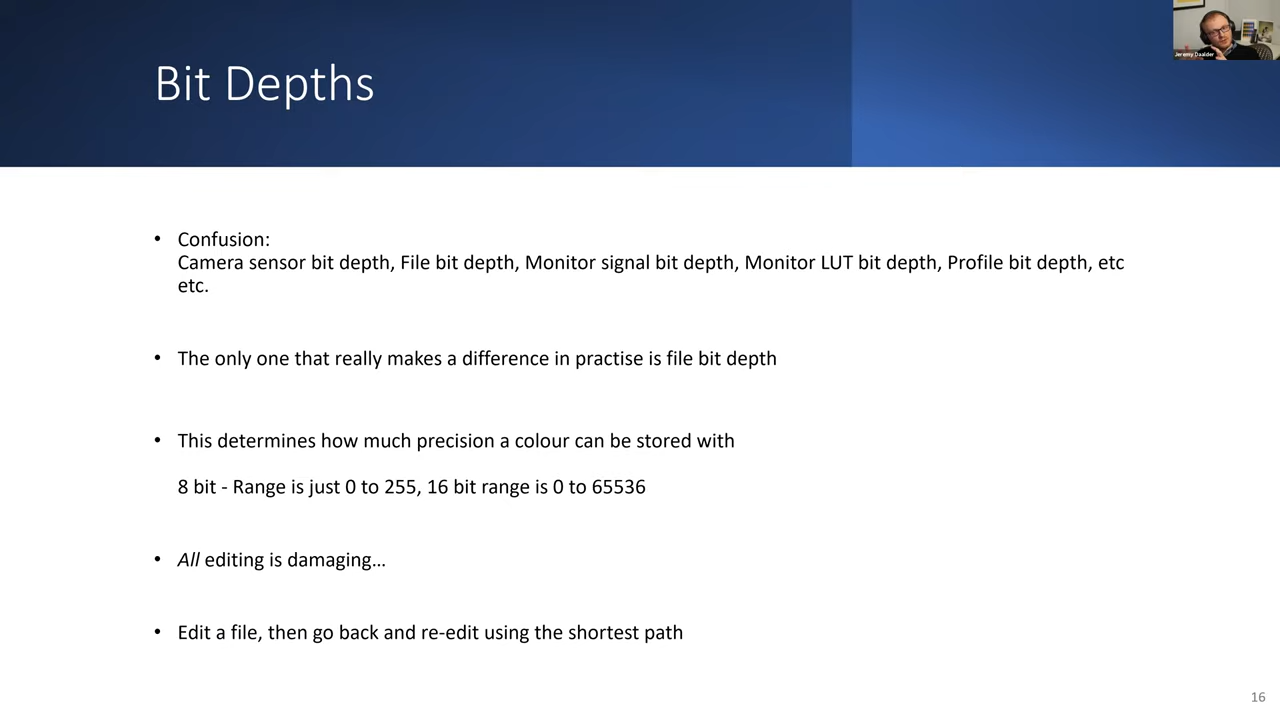 Bit Depths
Jeremy Daalder
• Confusion:
Camera sensor bit depth, File bit depth, Monitor signal bit depth, Monitor LUT bit depth, Profile bit depth, etc
etc.
• The only one that really makes a difference in practise is file bit depth
• This determines how much precision a colour can be stored with
8 bit - Range is just 0 to 255, 16 bit range is 0 to 65536
• All editing is damaging…
• Edit a file, then go back and re-edit using the shortest path
16